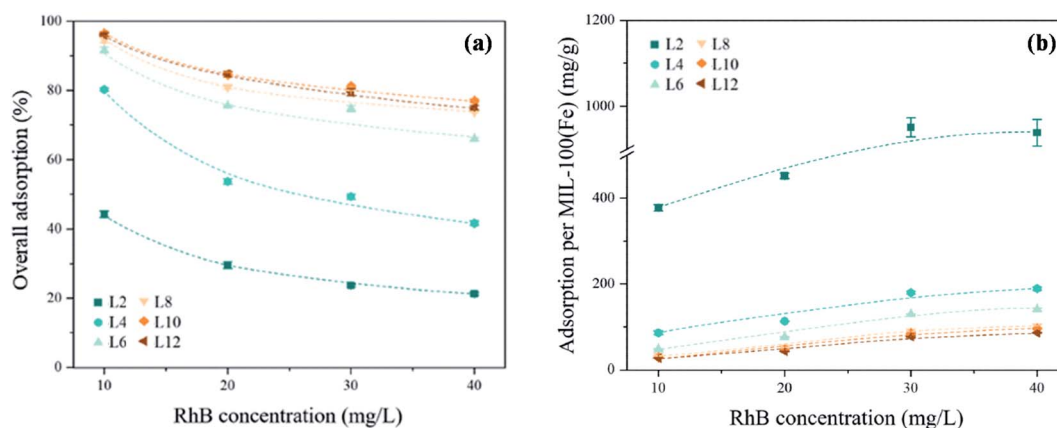 (a)
Overall adsorption (%)
100
80
60
40
20
0
L2 L8
L4 L10
L6 L12
10 20 30 40
RhB concentration (mg/L)
(b)
Adsorption per MIL-100(Fe) (mg/g)
1200
1000
400
200
0
L2 L8
L4 L10
L6 L12
10 20 30 40
RhB concentration (mg/L)